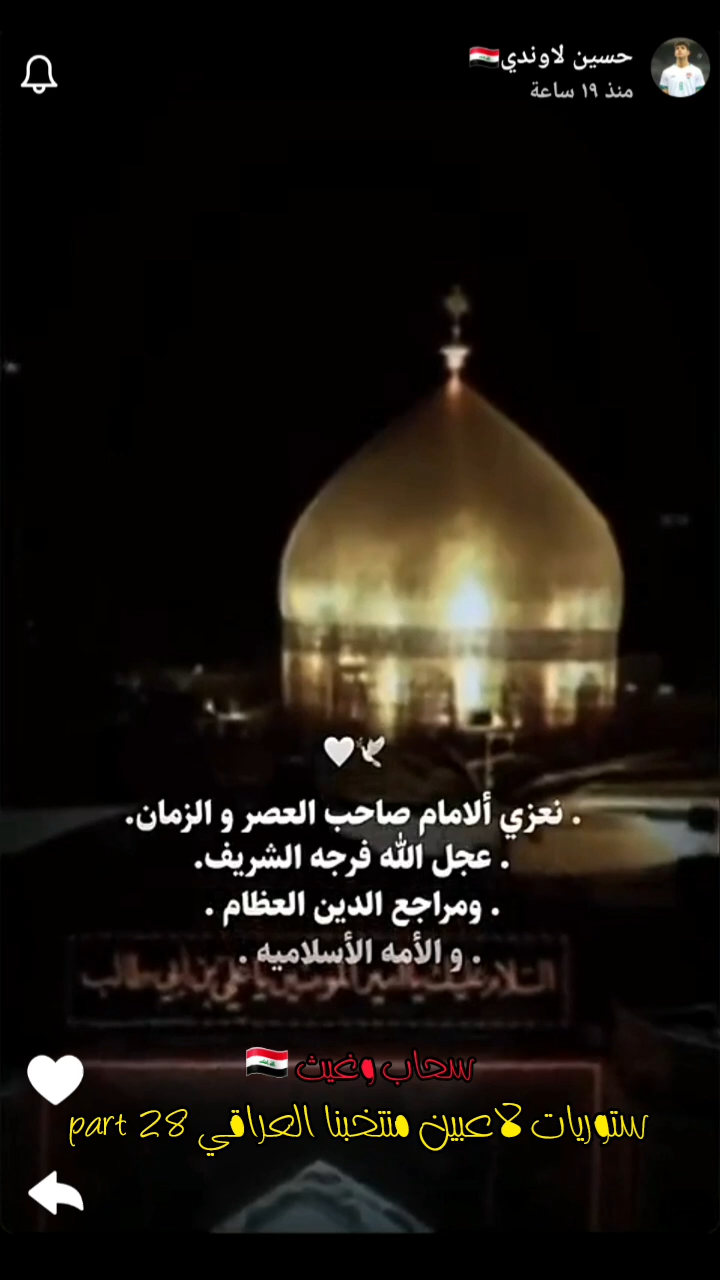 حسين لاوندي🇮🇶
منذ ١٩ ساعة
🤍🕊
. نعزي ألامام صاحب العصر و الزمان.
. عجل الله فرجه الشريف.
. ومراجع الدين العظام .
. و الأمه الأسلاميه .
السلام عليك يا امير المؤمنين يا علي بن أبي طالب
سحاب وغيث 🇮🇶
ستوريات لاعبين منتخبنا العراقي part 28